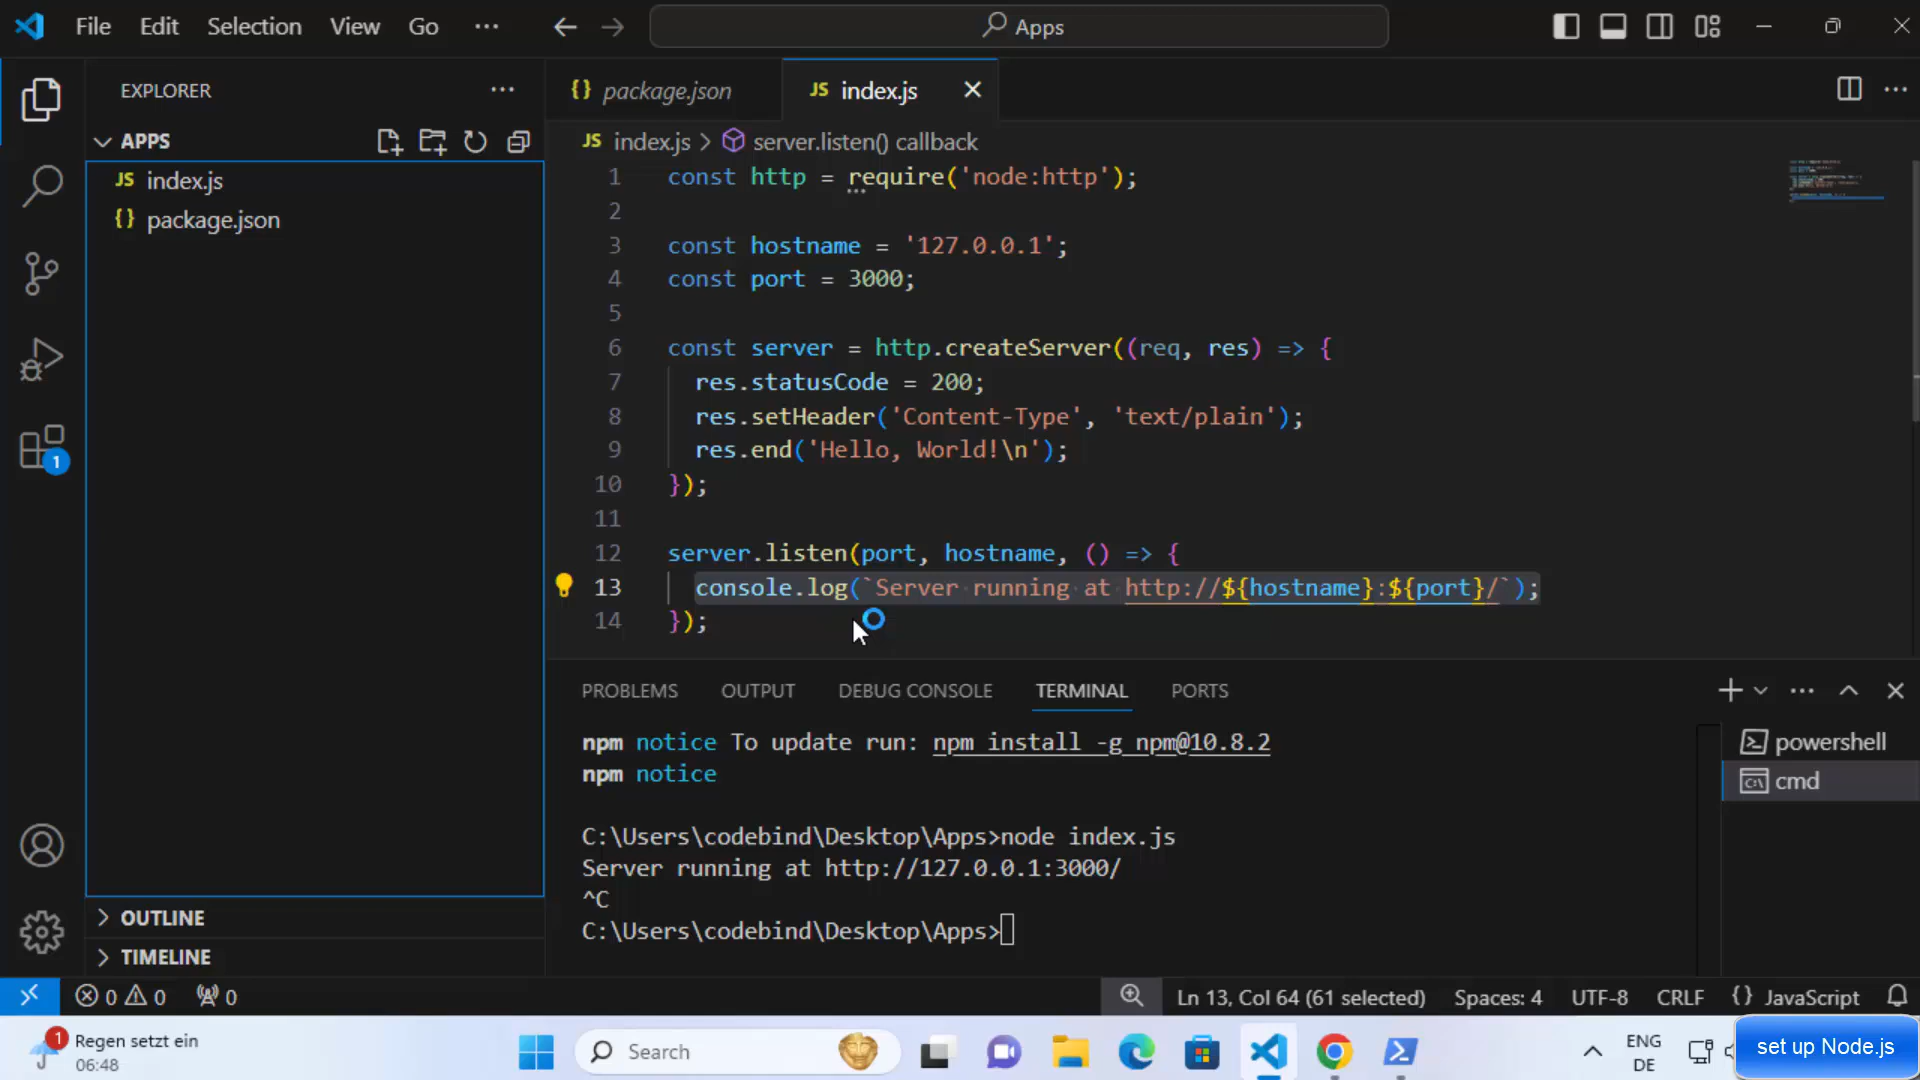 File Edit Selection View Go ··· Apps
EXPLORER ···
{} package.json JS index.js
APPS
JS index.js > server.listen() callback
JS index.js
{} package.json
1 const http = require('node:http');
2
3 const hostname = '127.0.0.1';
4 const port = 3000;
5
6 const server = http.createServer((req, res) => {
7 res.statusCode = 200;
8 res.setHeader('Content-Type', 'text/plain');
9 res.end('Hello, World!\n');
10 });
11
12 server.listen(port, hostname, () => {
13 console.log(`Server running at http://${hostname}:${port}/`);
14 });
1
PROBLEMS OUTPUT DEBUG CONSOLE TERMINAL PORTS
npm notice To update run: npm install -g npm@10.8.2
npm notice
C:\Users\codebind\Desktop\Apps>node index.js
Server running at http://127.0.0.1:3000/
^C
C:\Users\codebind\Desktop\Apps>
powershell
cmd
OUTLINE
TIMELINE
0 0 0 Ln 13, Col 64 (61 selected) Spaces: 4 UTF-8 CRLF {} JavaScript
1 Regen setzt ein
06:48
Search
ENG
DE
set up Node.js